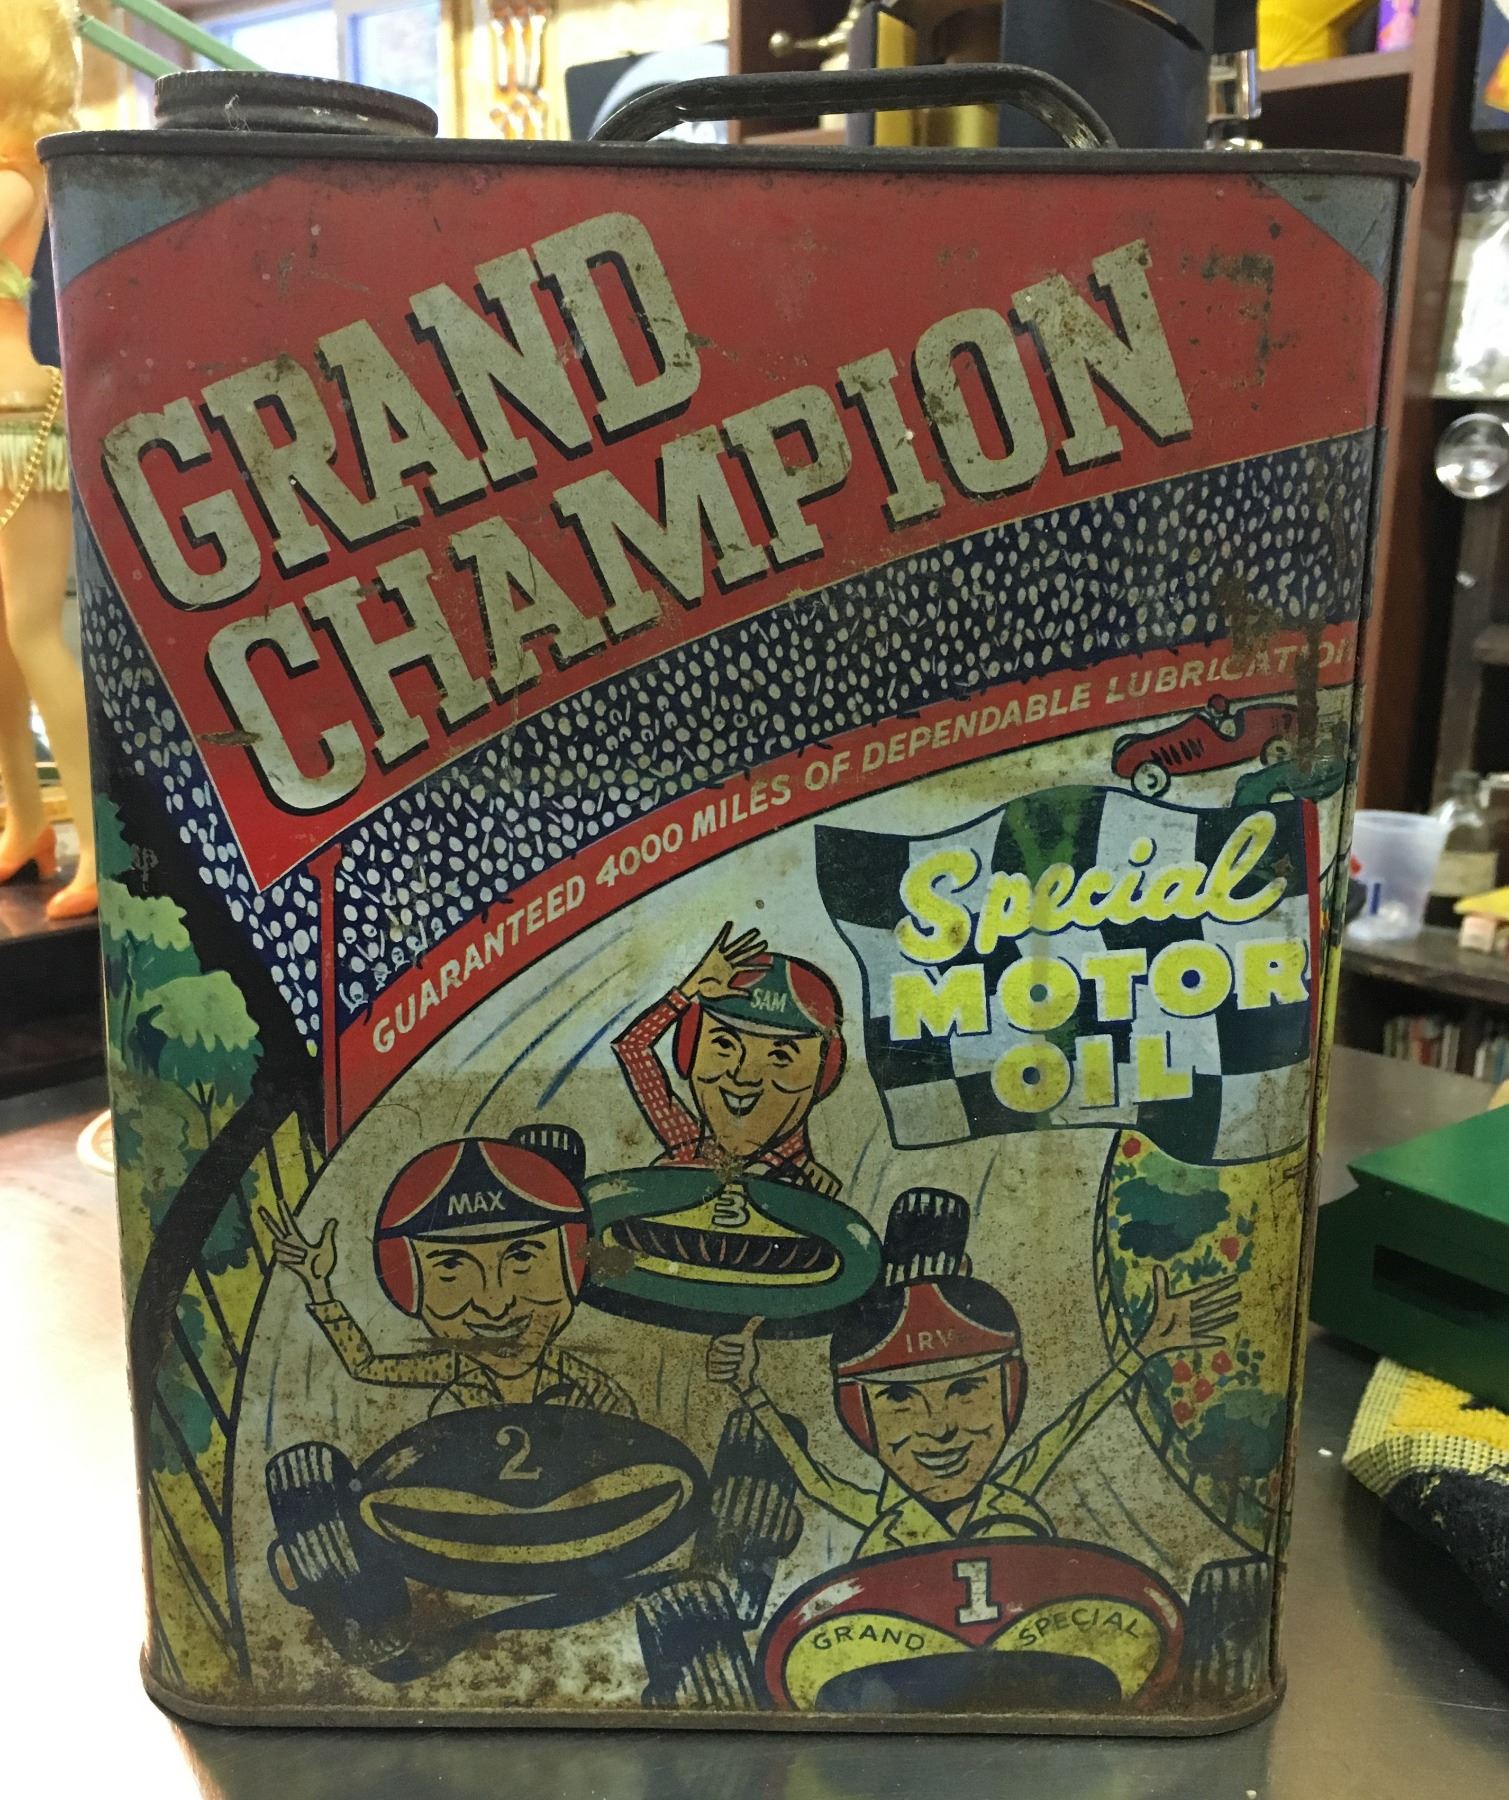 GRAND
CHAMPION
GUARANTEED 4000 MILES OF DEPENDABLE LUBRICATION
Special
MOTOR
OIL
SAM
3
MAX
IRV
2
1
GRAND SPECIAL